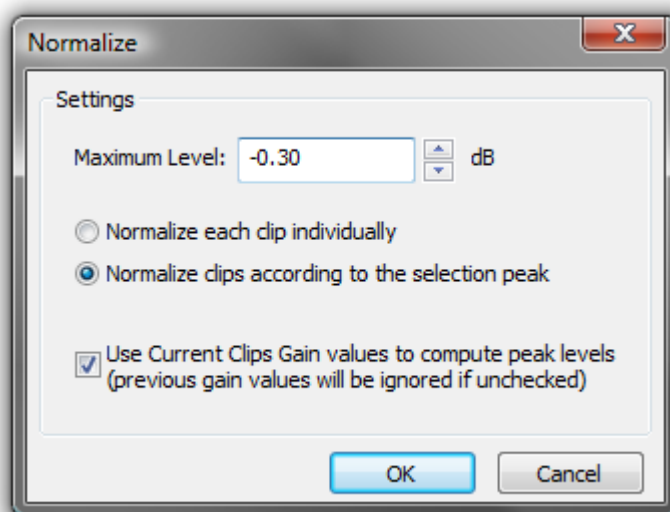 Normalize
Settings
Maximum Level: -0.30 dB
Normalize each clip individually
Normalize clips according to the selection peak
Use Current Clips Gain values to compute peak levels
(previous gain values will be ignored if unchecked)
OK Cancel